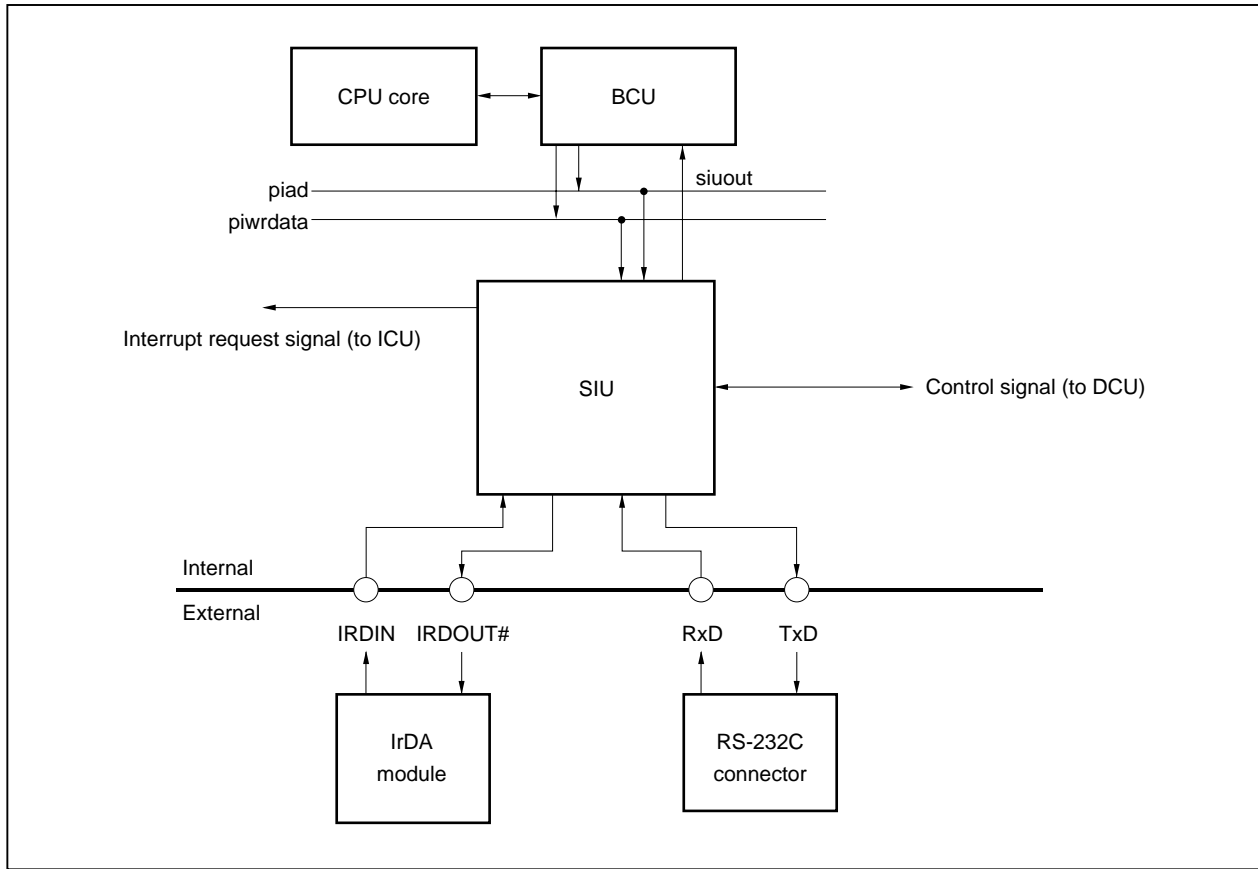 CPU core
BCU
siuout
piad
piwrdata
Interrupt request signal (to ICU)
SIU
Control signal (to DCU)
Internal
External
IRDIN
IRDOUT#
RxD
TxD
IrDA
module
RS-232C
connector